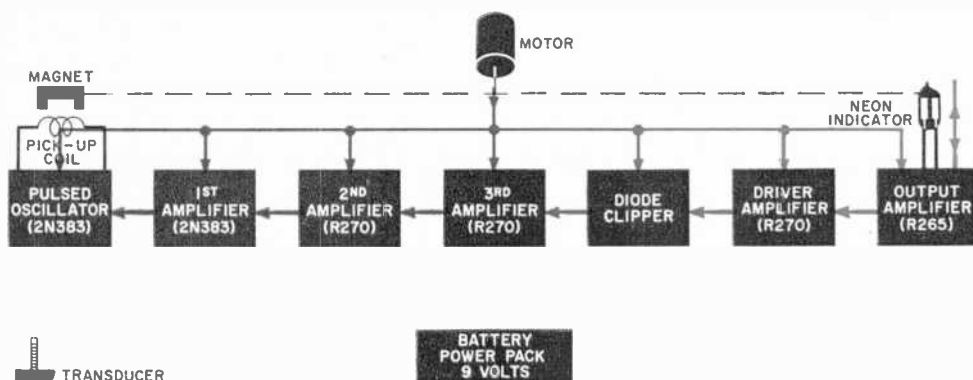 MOTOR
MAGNET
NEON
INDICATOR
PICK-UP
COIL
PULSED
OSCILLATOR
(2N383)
1ST
AMPLIFIER
(2N383)
2ND
AMPLIFIER
(R270)
3RD
AMPLIFIER
(R270)
DIODE
CLIPPER
DRIVER
AMPLIFIER
(R270)
OUTPUT
AMPLIFIER
(R265)
TRANSDUCER
BATTERY
POWER PACK
9 VOLTS